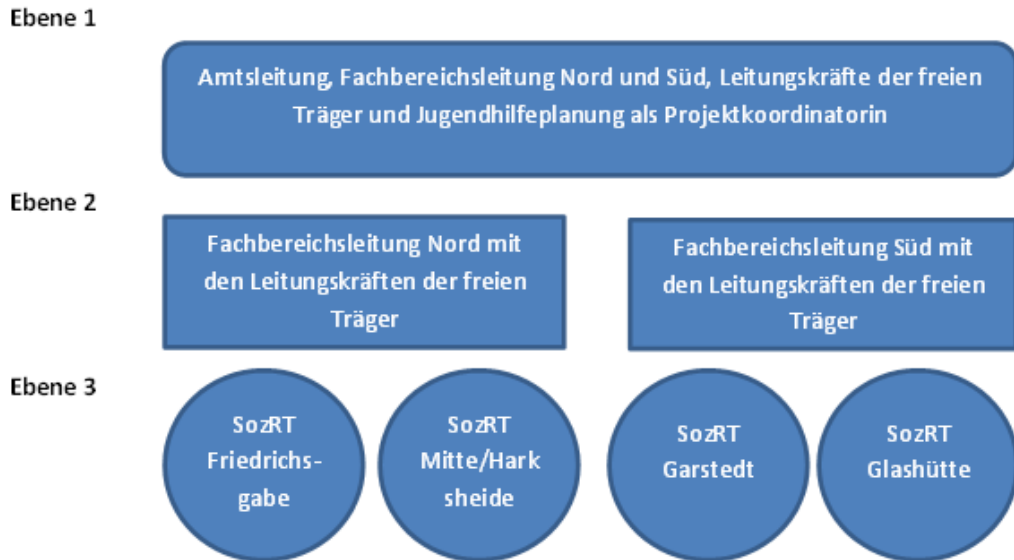 Ebene 1
Amtsleitung, Fachbereichsleitung Nord und Süd, Leitungskräfte der freien
Träger und Jugendhilfeplanung als Projektkoordinatorin
Ebene 2
Fachbereichsleitung Nord mit
den Leitungskräften der freien
Träger
Fachbereichsleitung Süd mit
den Leitungskräften der freien
Träger
Ebene 3
SozRT
Friedrichs-
gabe
SozRT
Mitte/Hark
sheide
SozRT
Garstedt
SozRT
Glashütte